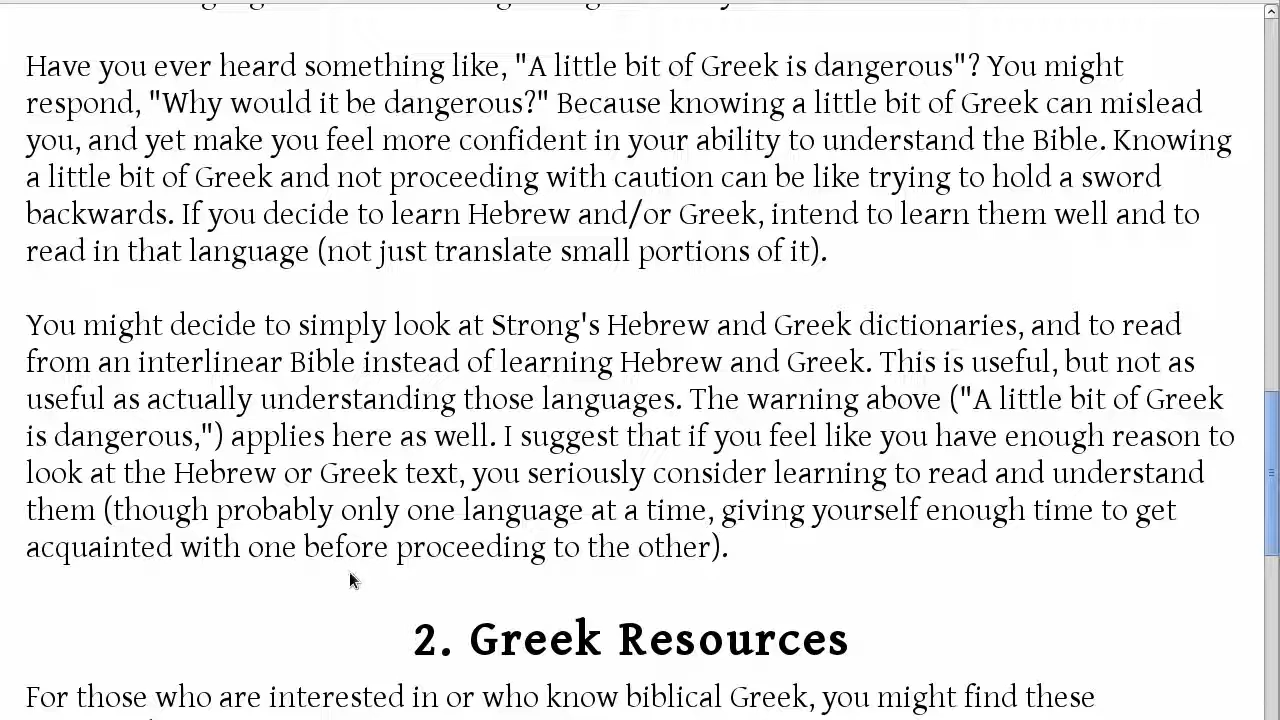 Have you ever heard something like, "A little bit of Greek is dangerous"? You might
respond, "Why would it be dangerous?" Because knowing a little bit of Greek can mislead
you, and yet make you feel more confident in your ability to understand the Bible. Knowing
a little bit of Greek and not proceeding with caution can be like trying to hold a sword
backwards. If you decide to learn Hebrew and/or Greek, intend to learn them well and to
read in that language (not just translate small portions of it).
You might decide to simply look at Strong's Hebrew and Greek dictionaries, and to read
from an interlinear Bible instead of learning Hebrew and Greek. This is useful, but not as
useful as actually understanding those languages. The warning above ("A little bit of Greek
is dangerous,") applies here as well. I suggest that if you feel like you have enough reason to
look at the Hebrew or Greek text, you seriously consider learning to read and understand
them (though probably only one language at a time, giving yourself enough time to get
acquainted with one before proceeding to the other).
2. Greek Resources
For those who are interested in or who know biblical Greek, you might find these